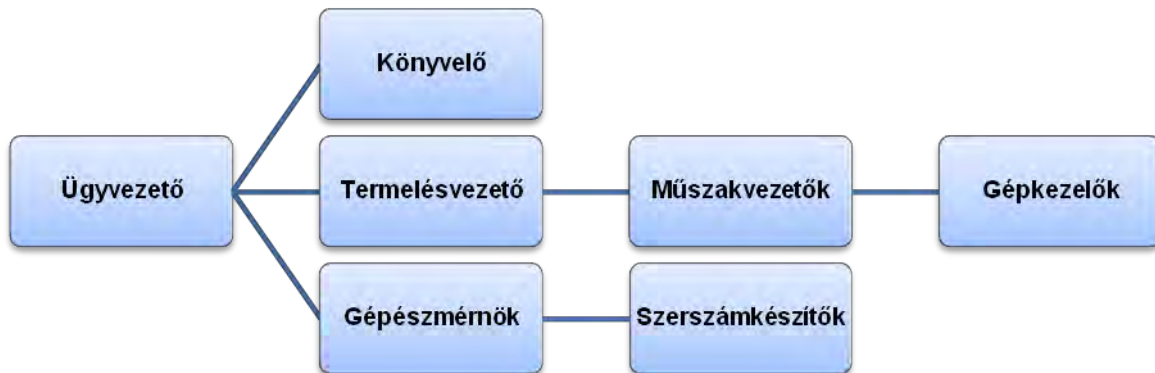 Könyvelő
Ügyvezető
Termelésvezető
Műszakvezetők
Gépkezelők
Gépészmérnök
Szerszámkészítők